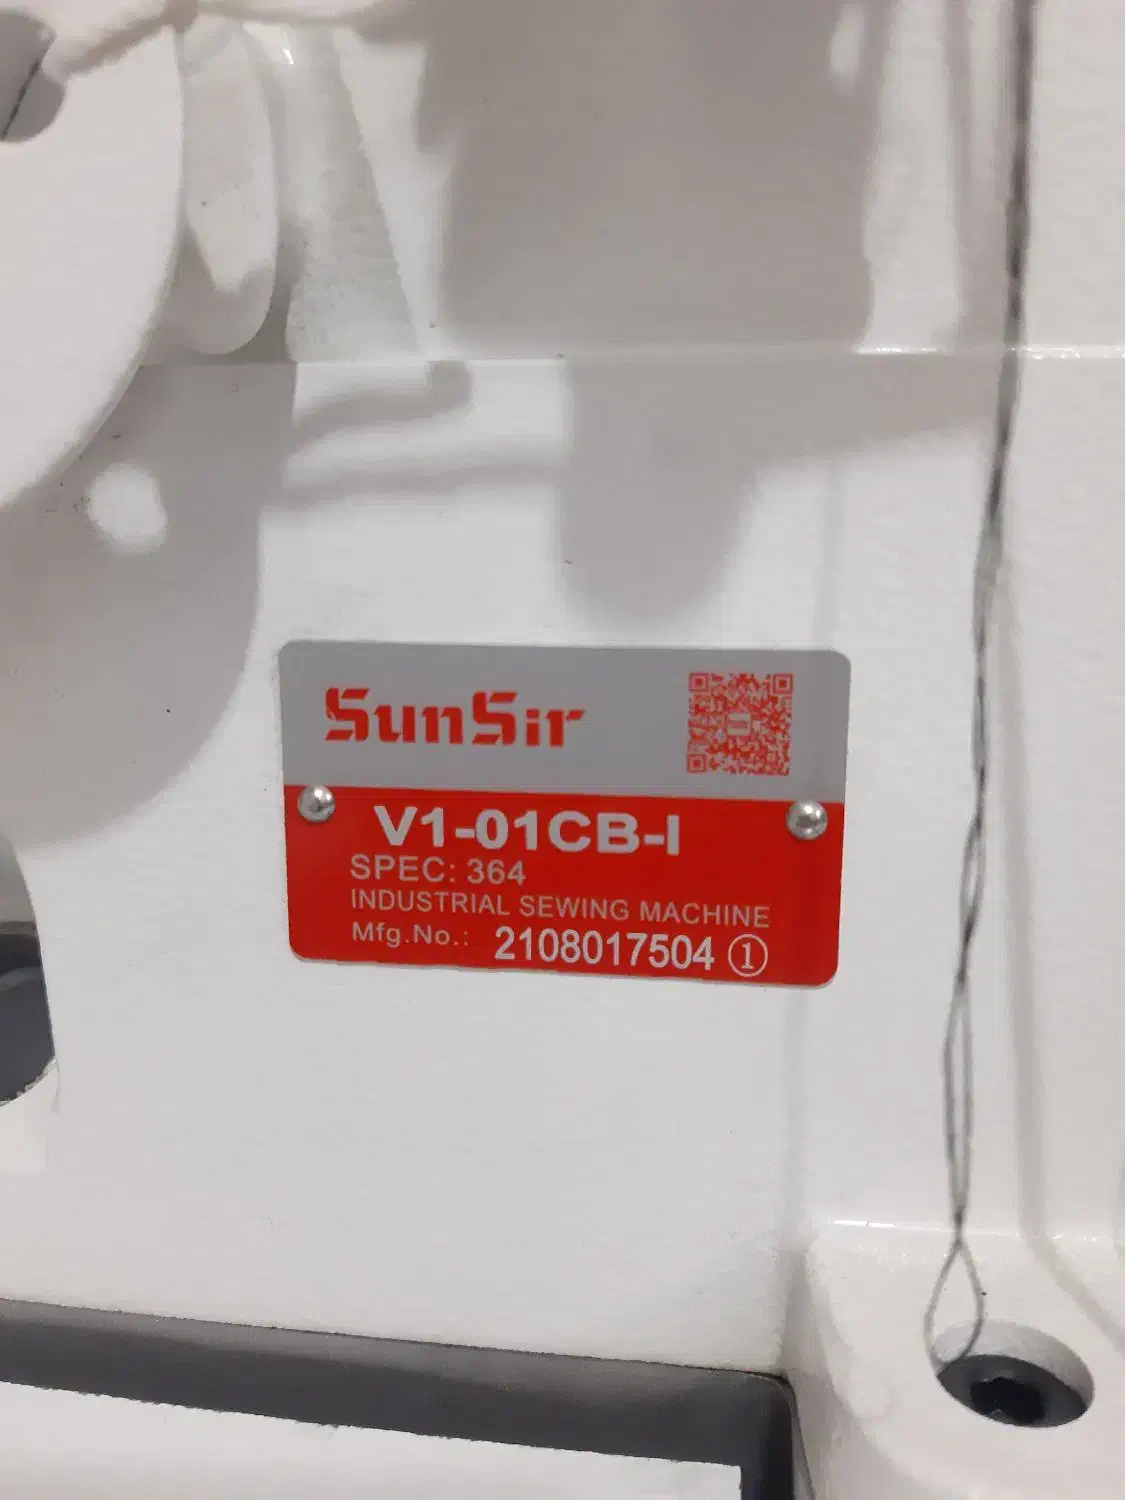 SunSir
V1-01CB-I
SPEC: 364
INDUSTRIAL SEWING MACHINE
Mfg.No.: 2108017504 ①